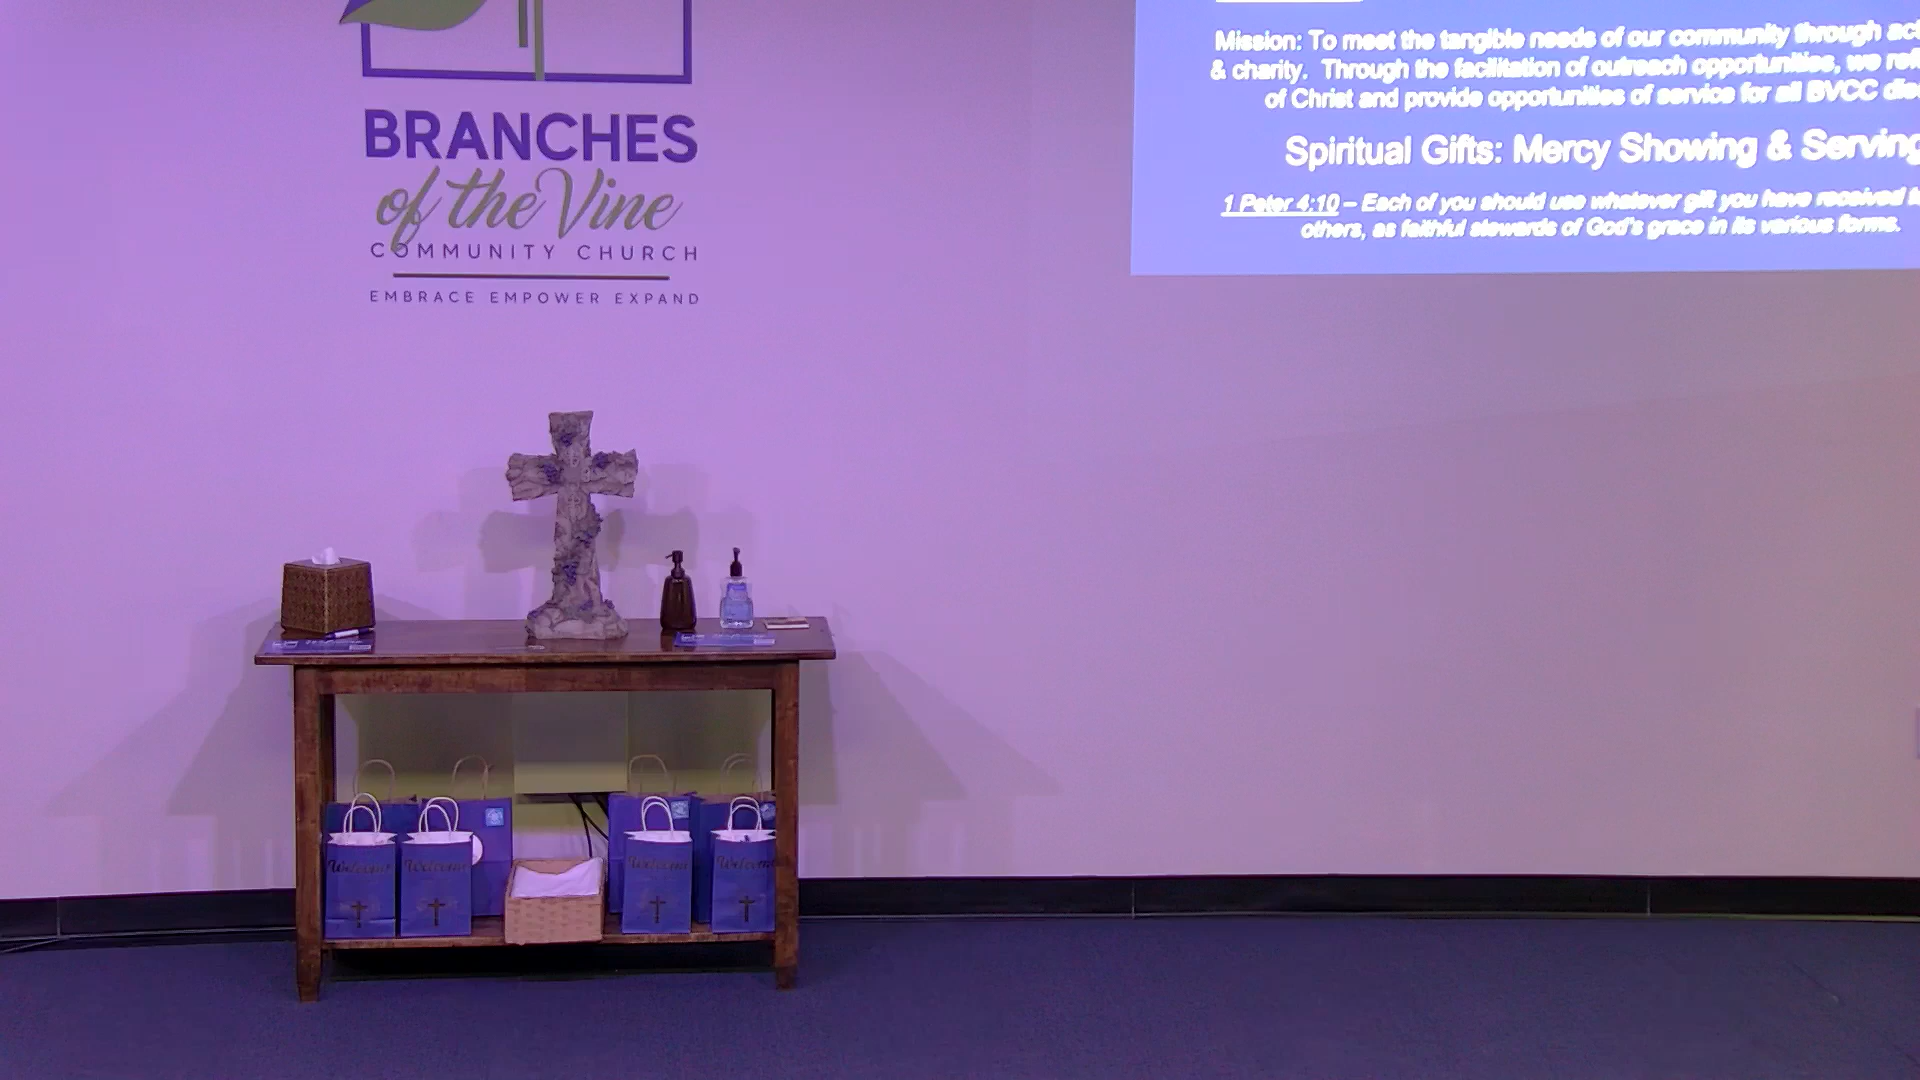 BRANCHES
of the Vine
COMMUNITY CHURCH
EMBRACE EMPOWER EXPAND
Mission: To meet the tangible needs of our community through
& charity. Through the facilitation of outreach opportunities, we
of Christ and provide opportunities of service for all BVCC
Spiritual Gifts: Mercy Showing & Serving
1 Peter 4:10 – Each of you should use whatever gift you have received
others, as faithful stewards of God's grace in its various forms.
Welcome
Welcome
Welcome
Welcome